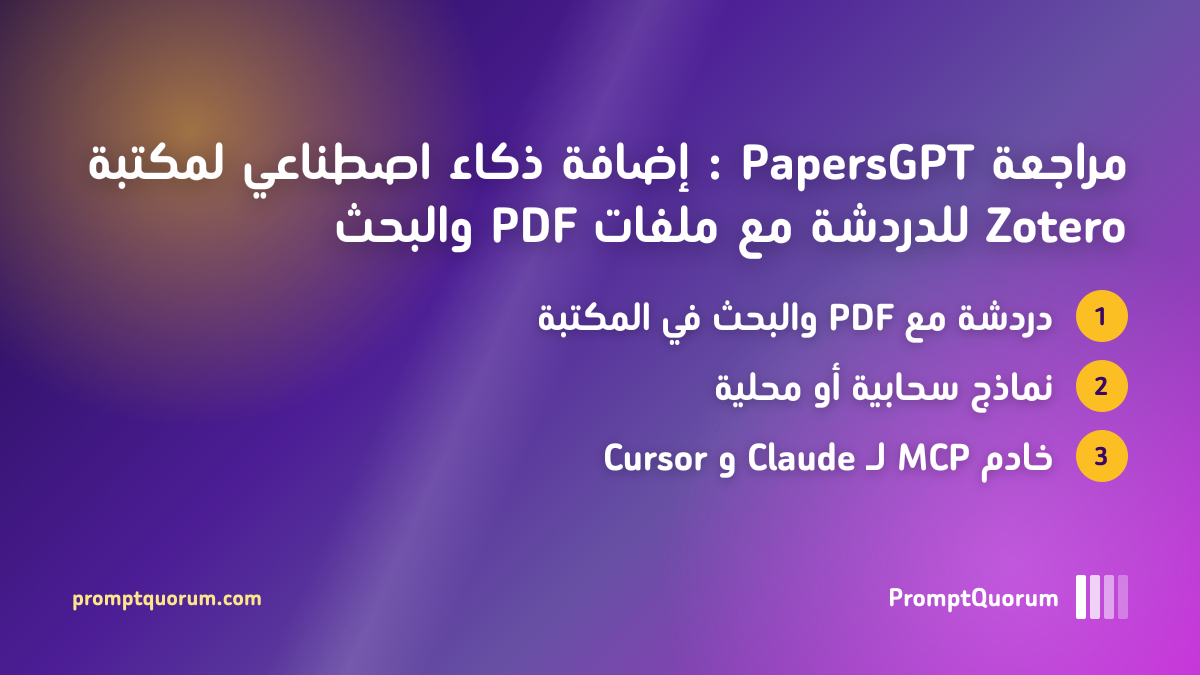 مراجعة PapersGPT : إضافة ذكاء اصطناعي لمكتبة
Zotero للدردشة مع ملفات PDF والبحث
1 دردشة مع PDF والبحث في المكتبة
2 نماذج سحابية أو محلية
3 خادم MCP لـ Claude و Cursor
PromptQuorum
promptquorum.com